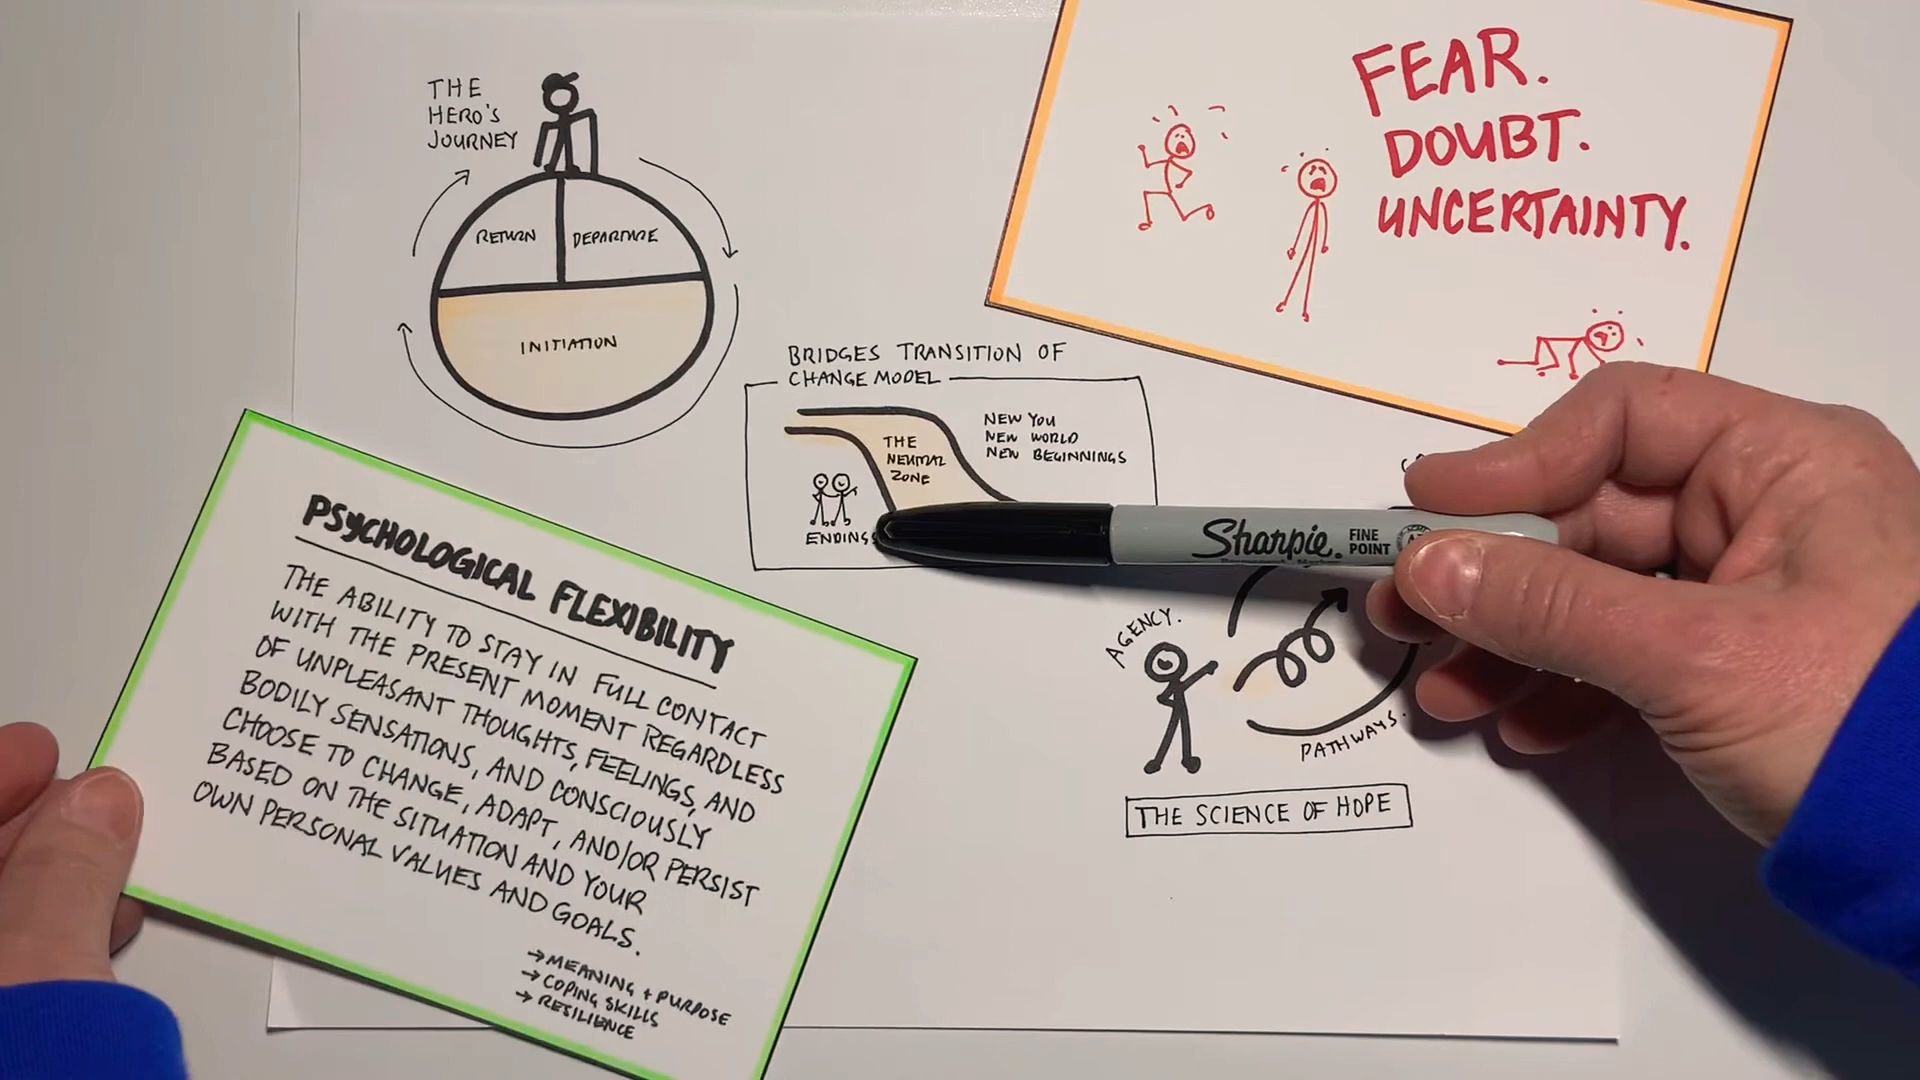 THE
HERO'S
JOURNEY
RETURN
DEPARTURE
INITIATION
FEAR.
DOUBT.
UNCERTAINTY.
BRIDGES TRANSITION OF
CHANGE MODEL
THE
NEUTRAL
ZONE
NEW YOU
NEW WORLD
NEW BEGINNINGS
ENDINGS
Sharpie.
FINE
POINT
PSYCHOLOGICAL FLEXIBILITY
THE ABILITY TO STAY IN FULL CONTACT
WITH THE PRESENT MOMENT REGARDLESS
OF UNPLEASANT THOUGHTS, FEELINGS, AND
BODILY SENSATIONS, AND CONSCIOUSLY
CHOOSE TO CHANGE, ADAPT, AND/OR PERSIST
BASED ON THE SITUATION AND YOUR
OWN PERSONAL VALUES AND GOALS.
→ MEANING + PURPOSE
→ COPING SKILLS
→ RESILIENCE
AGENCY.
PATHWAYS.
THE SCIENCE OF HOPE